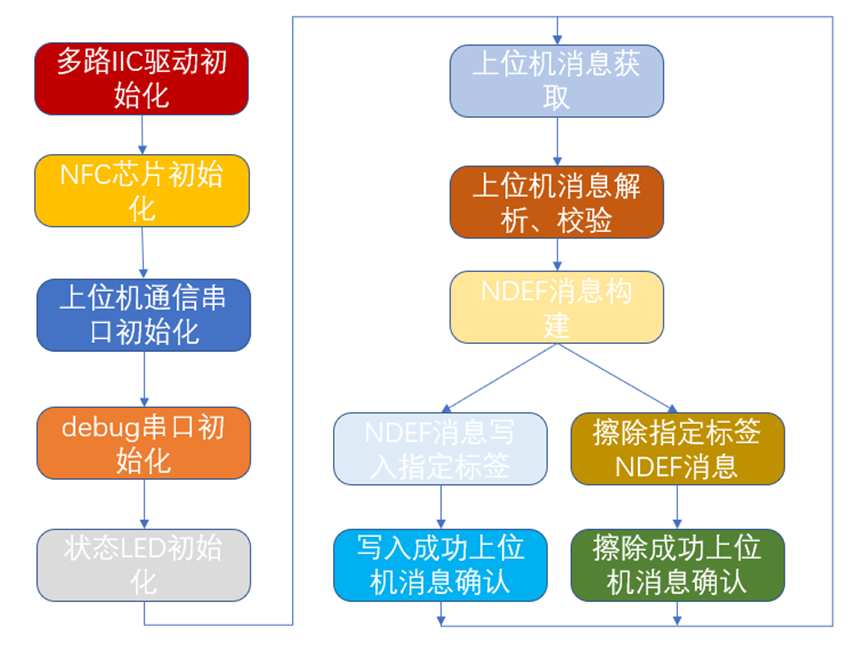 多路IIC驱动初
始化
NFC芯片初始
化
上位机通信串
口初始化
debug串口初
始化
状态LED初始
化
上位机消息获
取
上位机消息解
析、校验
NDEF消息构
建
NDEF消息写
入指定标签
擦除指定标签
NDEF消息
写入成功上位
机消息确认
擦除成功上位
机消息确认